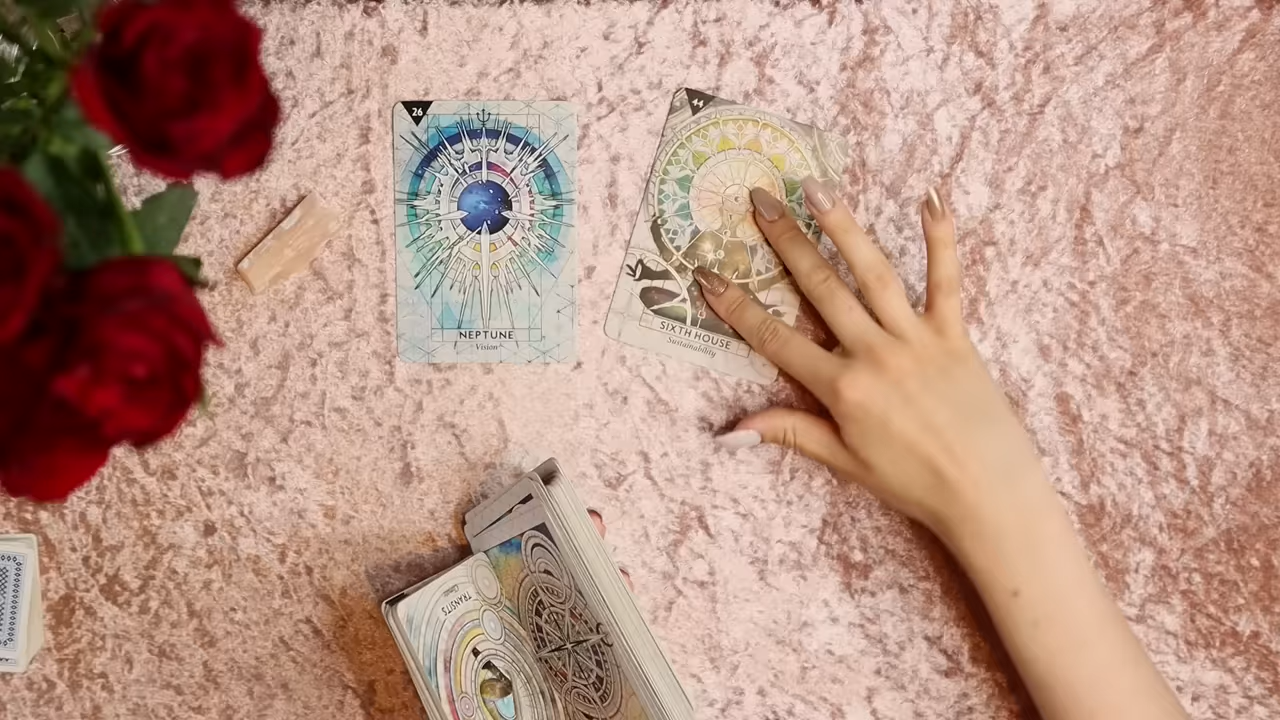 26
NEPTUNE
Vision
44
SIXTH HOUSE
Sustainability
TRANSITS